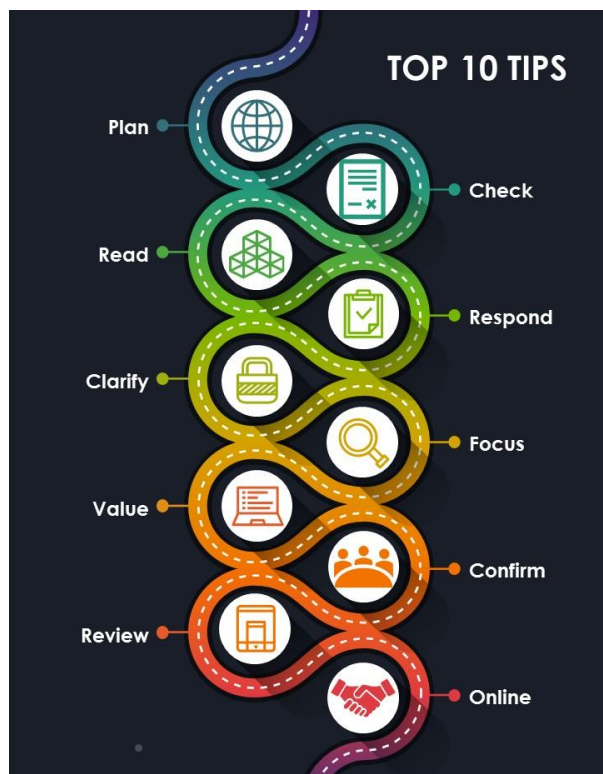 TOP 10 TIPS
Plan
Check
Read
Respond
Clarify
Focus
Value
Confirm
Review
Online